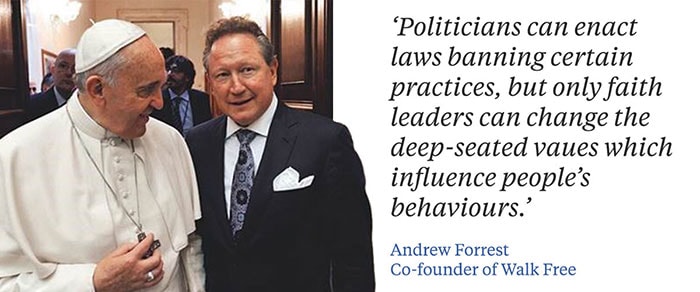 ‘Politicians can enact
laws banning certain
practices, but only faith
leaders can change the
deep-seated vaues which
influence people’s
behaviours.’
Andrew Forrest
Co-founder of Walk Free